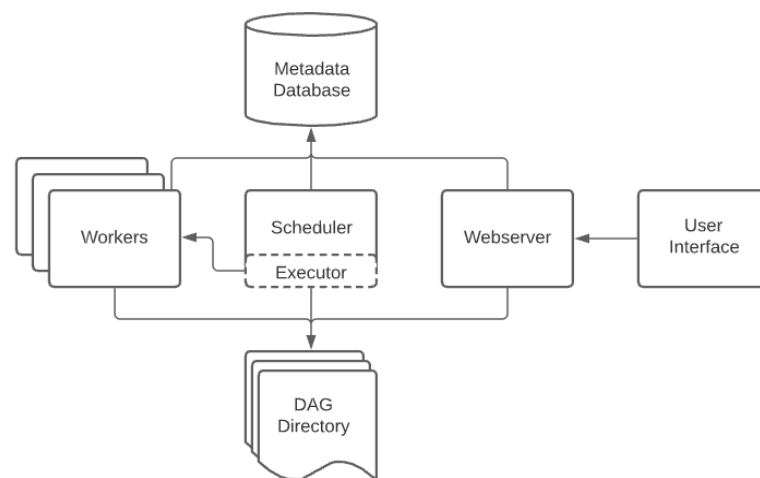 Metadata
Database
Workers
Scheduler
Executor
Webserver
User
Interface
DAG
Directory